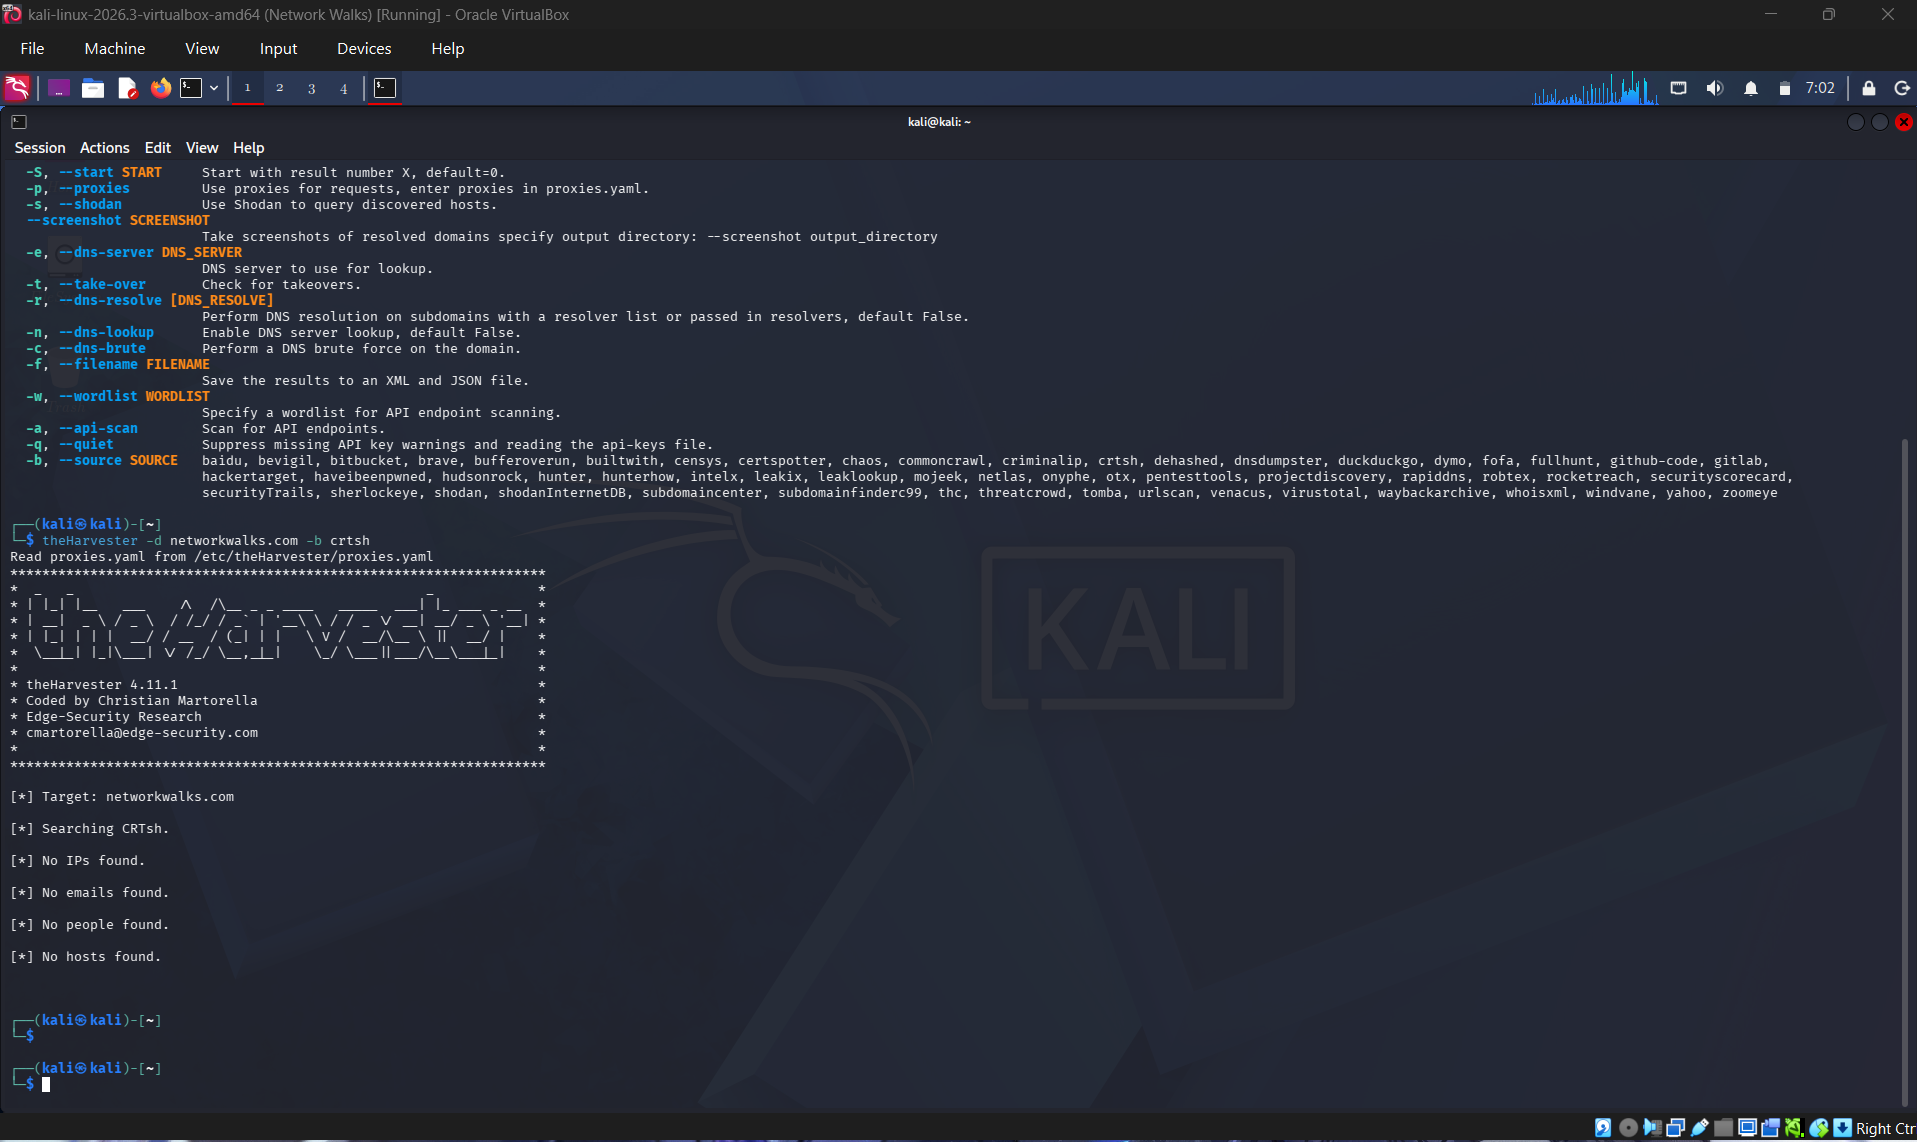 kali-linux-2026.3-virtualbox-amd64 (Network Walks) [Running] - Oracle VirtualBox
File Machine View Input Devices Help
1 2 3 4 7:02
kali@kali: ~
Session Actions Edit View Help
-S, --start START Start with result number X, default=0.
-p, --proxies Use proxies for requests, enter proxies in proxies.yaml.
-s, --shodan Use Shodan to query discovered hosts.
--screenshot SCREENSHOT
Take screenshots of resolved domains specify output directory: --screenshot output_directory
-e, --dns-server DNS_SERVER
DNS server to use for lookup.
-t, --take-over Check for takeovers.
-r, --dns-resolve [DNS_RESOLVE]
Perform DNS resolution on subdomains with a resolver list or passed in resolvers, default False.
-n, --dns-lookup Enable DNS server lookup, default False.
-c, --dns-brute Perform a DNS brute force on the domain.
-f, --filename FILENAME
Save the results to an XML and JSON file.
-w, --wordlist WORDLIST
Specify a wordlist for API endpoint scanning.
-a, --api-scan Scan for API endpoints.
-q, --quiet Suppress missing API key warnings and reading the api-keys file.
-b, --source SOURCE baidu, bevigil, bitbucket, brave, bufferoverun, builtwith, censys, certspotter, chaos, commoncrawl, criminalip, crtsh, dehashed, dnsdumpster, duckduckgo, dymo, fofa, fullhunt, github-code, gitlab,
hackertarget, haveibeenpwned, hudsonrock, hunter, hunterhow, intelx, leakix, leaklookup, mojeek, netlas, onyphe, otx, pentesttools, projectdiscovery, rapiddns, robtex, rocketreach, securityscorecard,
securityTrails, sherlockeye, shodan, shodanInternetDB, subdomaincenter, subdomainfinderc99, thc, threatcrowd, tomba, urlscan, venacus, virustotal, waybackarchive, whoisxml, windvane, yahoo, zoomeye
┌──(kali㉿kali)-[~]
└─$ theHarvester -d networkwalks.com -b crtsh
Read proxies.yaml from /etc/theHarvester/proxies.yaml
*******************************************************************
theHarvester
* theHarvester 4.11.1 *
* Coded by Christian Martorella *
* Edge-Security Research *
* cmartorella@edge-security.com *
* *
*******************************************************************
KALI
[*] Target: networkwalks.com
[*] Searching CRTsh.
[*] No IPs found.
[*] No emails found.
[*] No people found.
[*] No hosts found.
┌──(kali㉿kali)-[~]
└─$
┌──(kali㉿kali)-[~]
└─$
Right Ctr